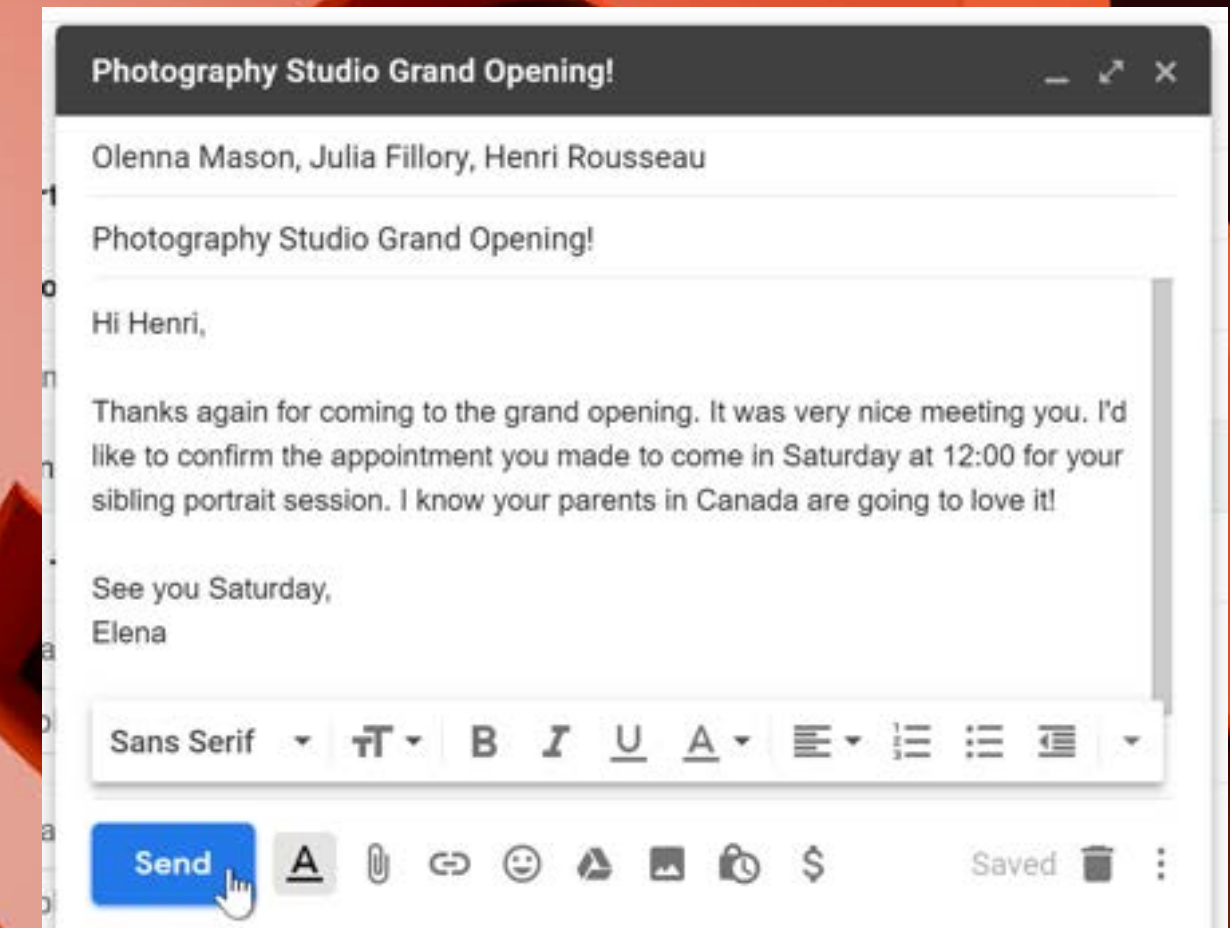 Photography Studio Grand Opening!
Olenna Mason, Julia Fillory, Henri Rousseau
Photography Studio Grand Opening!
Hi Henri,
Thanks again for coming to the grand opening. It was very nice meeting you. I'd
like to confirm the appointment you made to come in Saturday at 12:00 for your
sibling portrait session. I know your parents in Canada are going to love it!
See you Saturday,
Elena
Sans Serif
Send
Saved